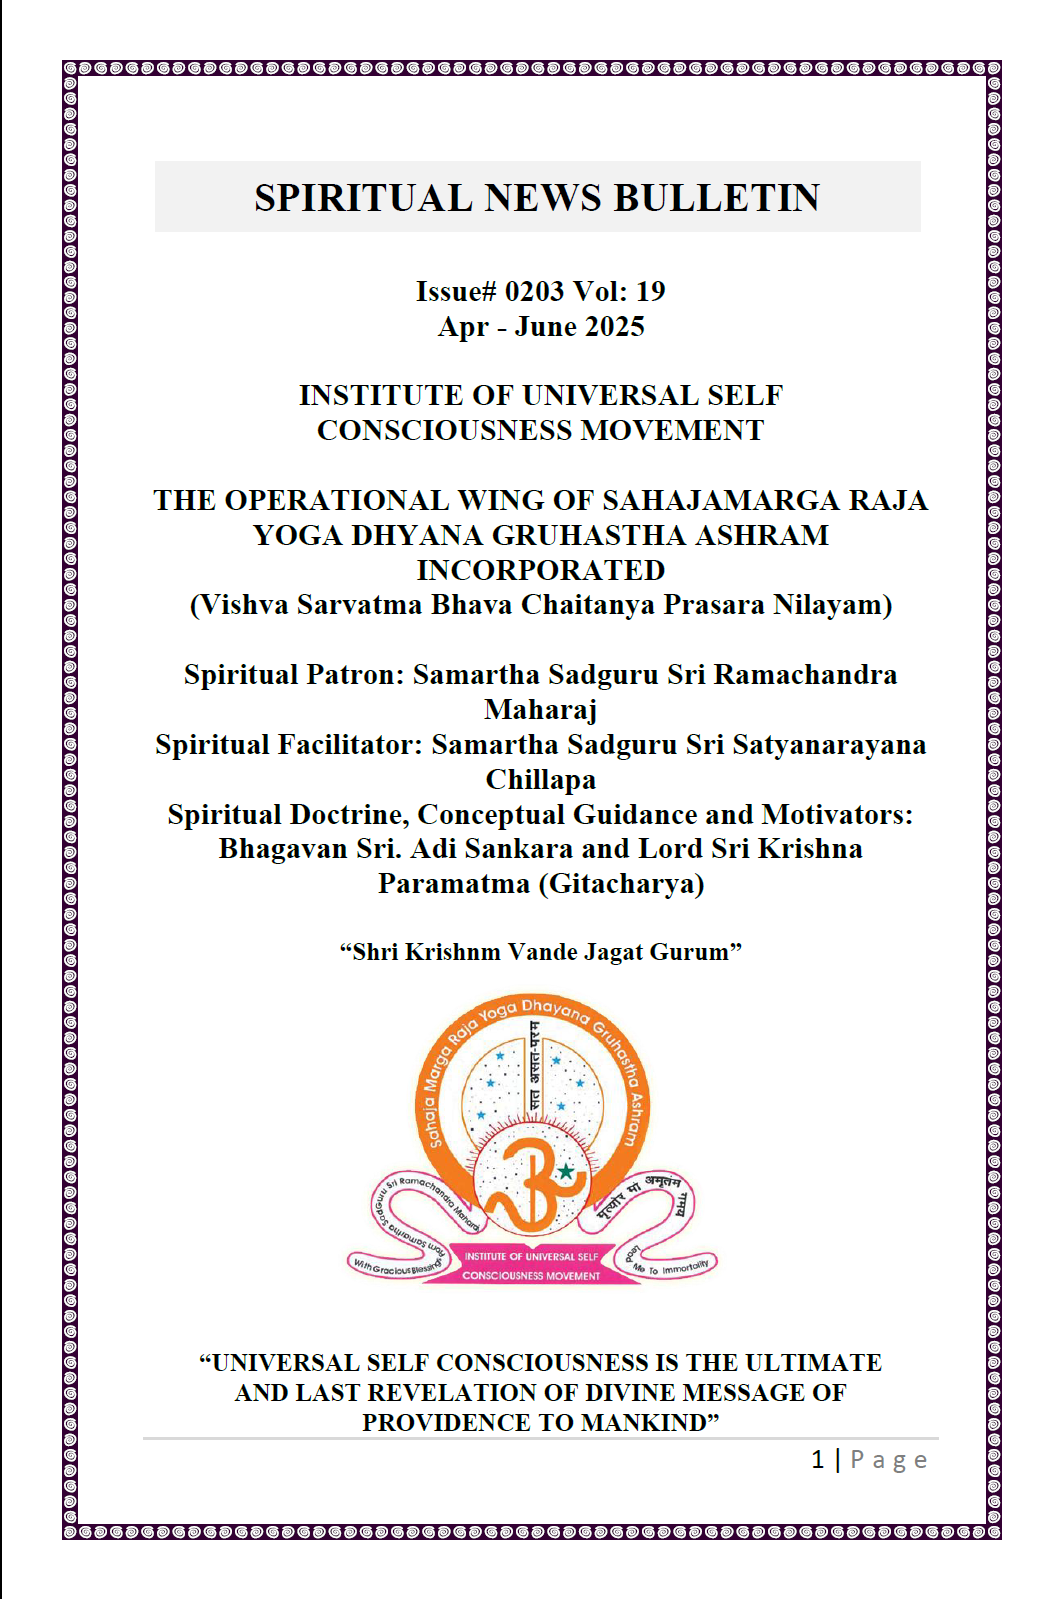 SPIRITUAL NEWS BULLETIN
Issue# 0203 Vol: 19
Apr - June 2025
INSTITUTE OF UNIVERSAL SELF
CONSCIOUSNESS MOVEMENT
THE OPERATIONAL WING OF SAHAJAMARGA RAJA
YOGA DHYANA GRUHASTHA ASHRAM
INCORPORATED
(Vishva Sarvatma Bhava Chaitanya Prasara Nilayam)
Spiritual Patron: Samartha Sadguru Sri Ramachandra
Maharaj
Spiritual Facilitator: Samartha Sadguru Sri Satyanarayana
Chillapa
Spiritual Doctrine, Conceptual Guidance and Motivators:
Bhagavan Sri. Adi Sankara and Lord Sri Krishna
Paramatma (Gitacharya)
“Shri Krishnm Vande Jagat Gurum”
Sahaja Marga Raja Yoga Dhayana Gruhastha Ashram
सत असत-परम
With Gracious Blessings
Ram Samartha SadGuru Sri Ramachandra Maharaj
मृत्योर मां अमृतम गमय
Lead Me To Immortality
INSTITUTE OF UNIVERSAL SELF
CONSCIOUSNESS MOVEMENT
“UNIVERSAL SELF CONSCIOUSNESS IS THE ULTIMATE
AND LAST REVELATION OF DIVINE MESSAGE OF
PROVIDENCE TO MANKIND”
1 | Page